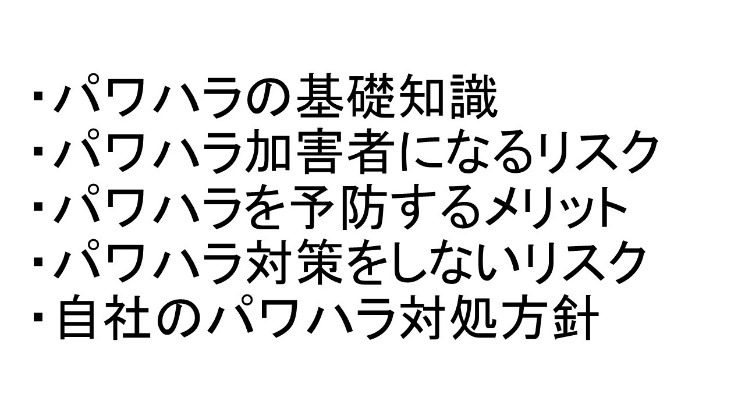 ・パワハラの基礎知識
・パワハラ加害者になるリスク
・パワハラを予防するメリット
・パワハラ対策をしないリスク
・自社のパワハラ対処方針